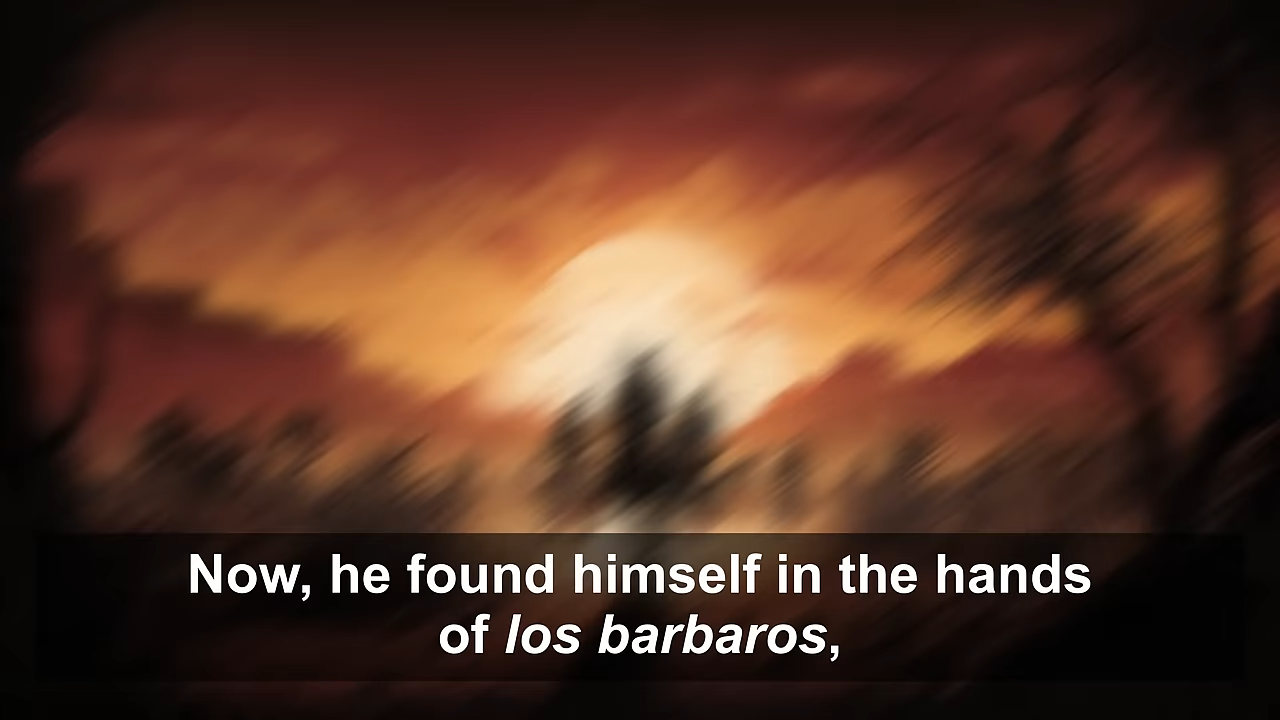 Now, he found himself in the hands
of los barbaros,